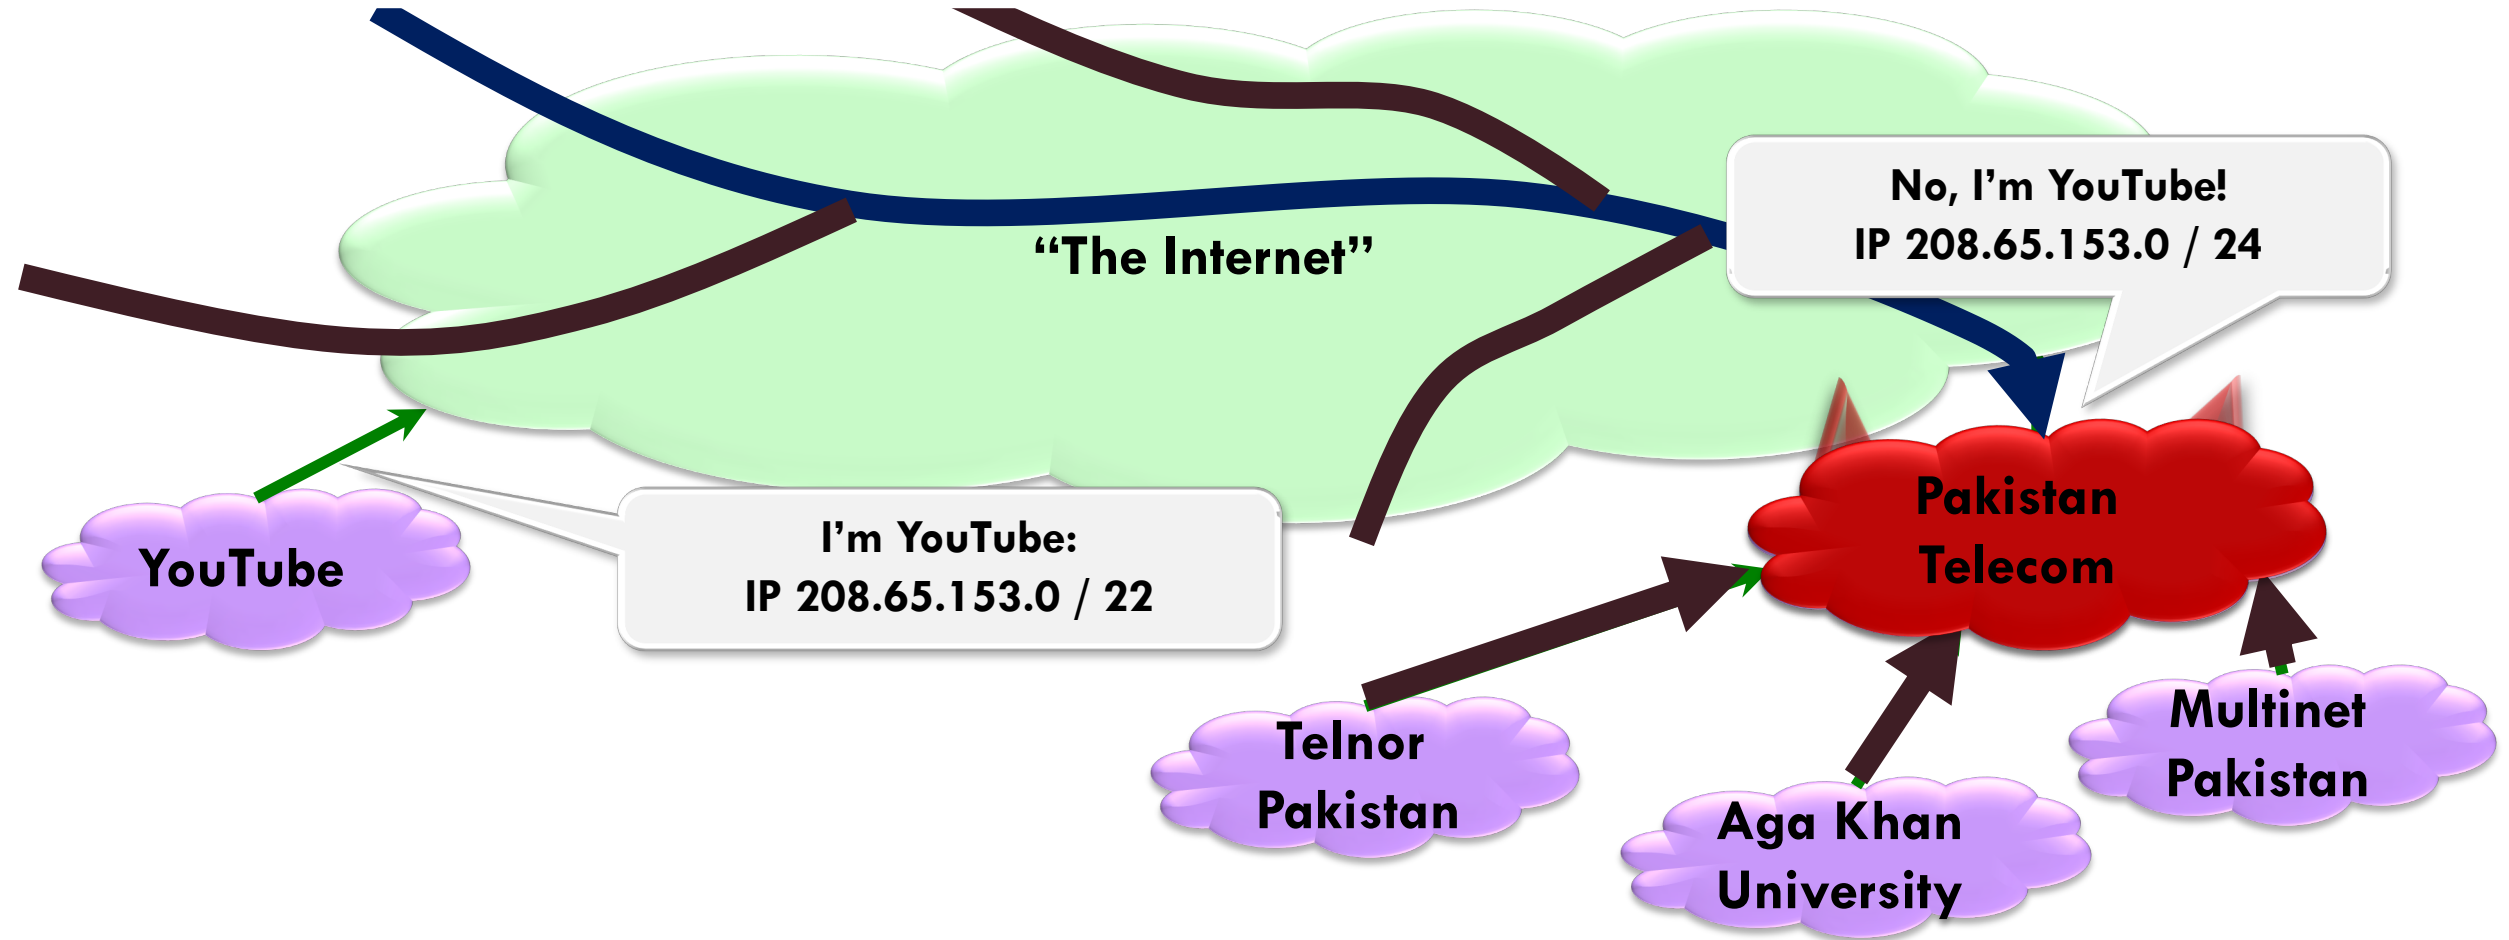 No, I’m YouTube!
IP 208.65.153.0 / 24
“The Internet”
Pakistan
Telecom
I’m YouTube:
IP 208.65.153.0 / 22
YouTube
Telnor
Pakistan
Multinet
Pakistan
Aga Khan
University